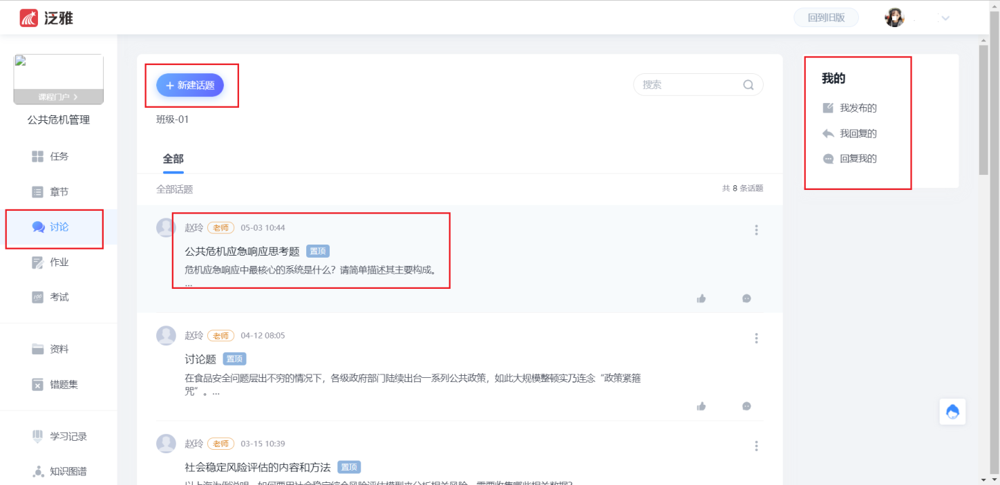 泛雅
回到旧版
课程门户 >
公共危机管理
任务
章节
讨论
作业
考试
资料
错题集
学习记录
知识图谱
+ 新建话题
搜索
班级-01
全部
全部话题
共 8 条话题
赵玲 老师 05-03 10:44
公共危机应急响应思考题 置顶
危机应急响应中最核心的系统是什么？请简单描述其主要构成。
...
赵玲 老师 04-12 08:05
讨论题 置顶
在食品安全问题层出不穷的情况下，各级政府部门陆续出台一系列公共政策，如此大规模整顿实乃连念“政策紧箍
咒”。...
赵玲 老师 03-15 10:39
社会稳定风险评估的内容和方法 置顶
我的
我发布的
我回复的
回复我的